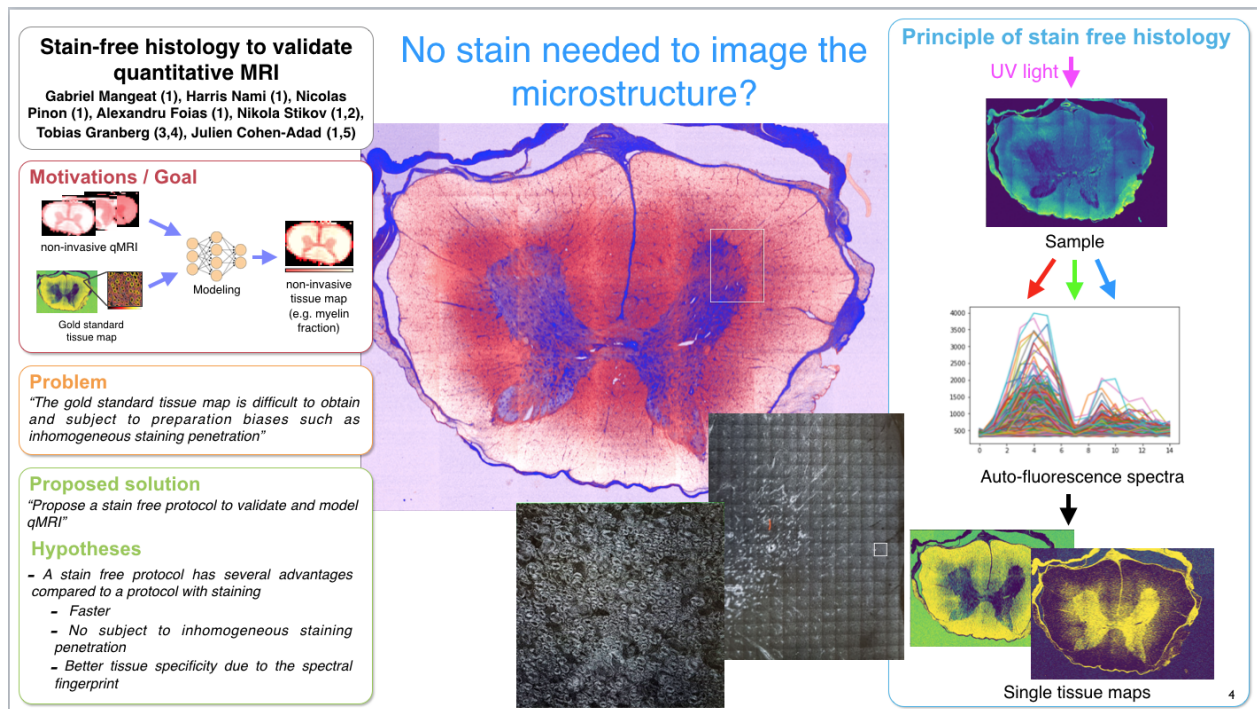 Stain-free histology to validate
quantitative MRI
Gabriel Mangeat (1), Harris Nami (1), Nicolas
Pinon (1), Alexandru Foias (1), Nikola Stikov (1,2),
Tobias Granberg (3,4), Julien Cohen-Adad (1,5)
Motivations / Goal
non-invasive qMRI
Gold standard
tissue map
Modeling
non-invasive
tissue map
(e.g. myelin
fraction)
Problem
“The gold standard tissue map is difficult to obtain
and subject to preparation biases such as
inhomogeneous staining penetration”
Proposed solution
“Propose a stain free protocol to validate and model
qMRI”
Hypotheses
- A stain free protocol has several advantages
compared to a protocol with staining
- Faster
- No subject to inhomogeneous staining
penetration
- Better tissue specificity due to the spectral
fingerprint
No stain needed to image the
microstructure?
Principle of stain free histology
UV light
Sample
4000
3500
3000
2500
2000
1500
1000
500
0 2 4 6 8 10 12 14
Auto-fluorescence spectra
Single tissue maps
4